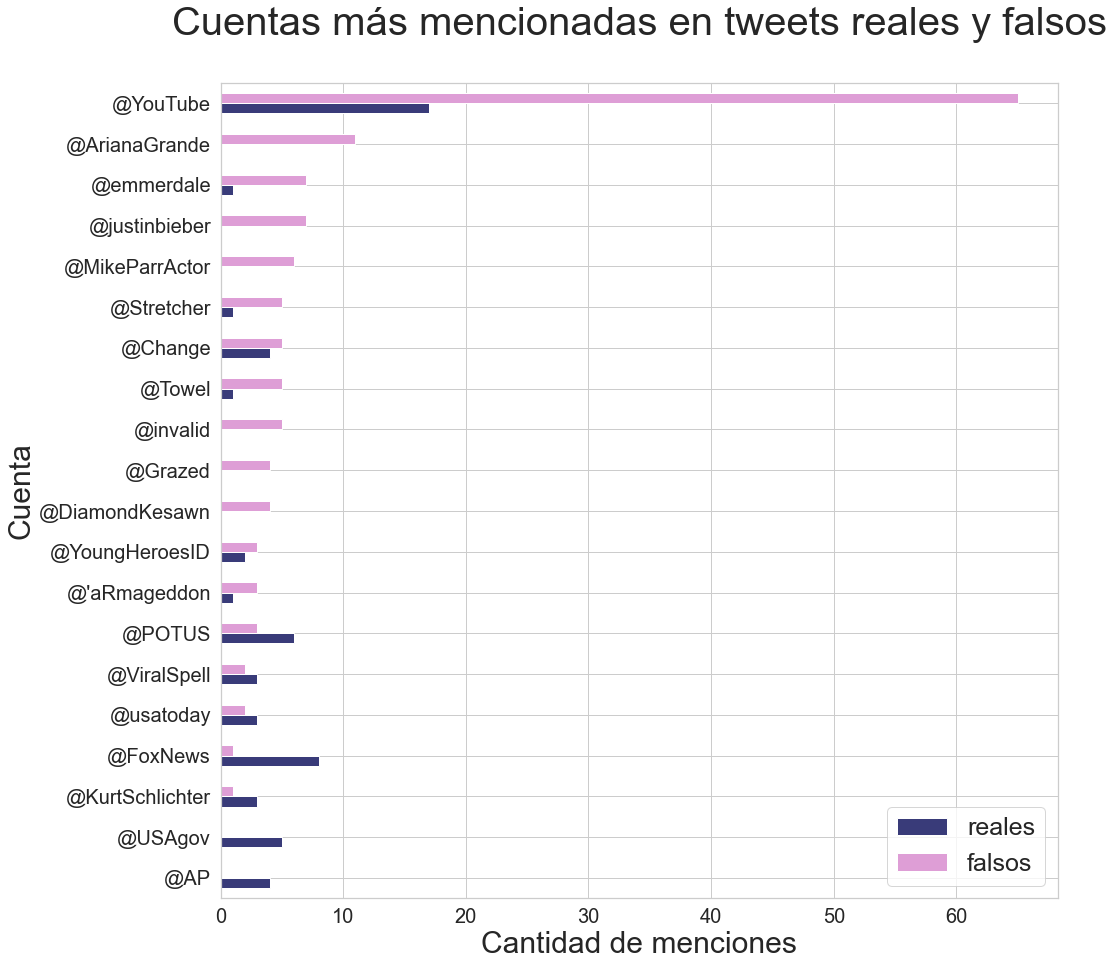 Cuentas más mencionadas en tweets reales y falsos
@YouTube
@ArianaGrande
@emmerdale
@justinbieber
@MikeParrActor
@Stretcher
@Change
@Towel
@invalid
@Grazed
@DiamondKesawn
@YoungHeroesID
@'aRmageddon
@POTUS
@ViralSpell
@usatoday
@FoxNews
@KurtSchlichter
@USAgov
@AP
Cuenta
0 10 20 30 40 50 60
Cantidad de menciones
reales
falsos